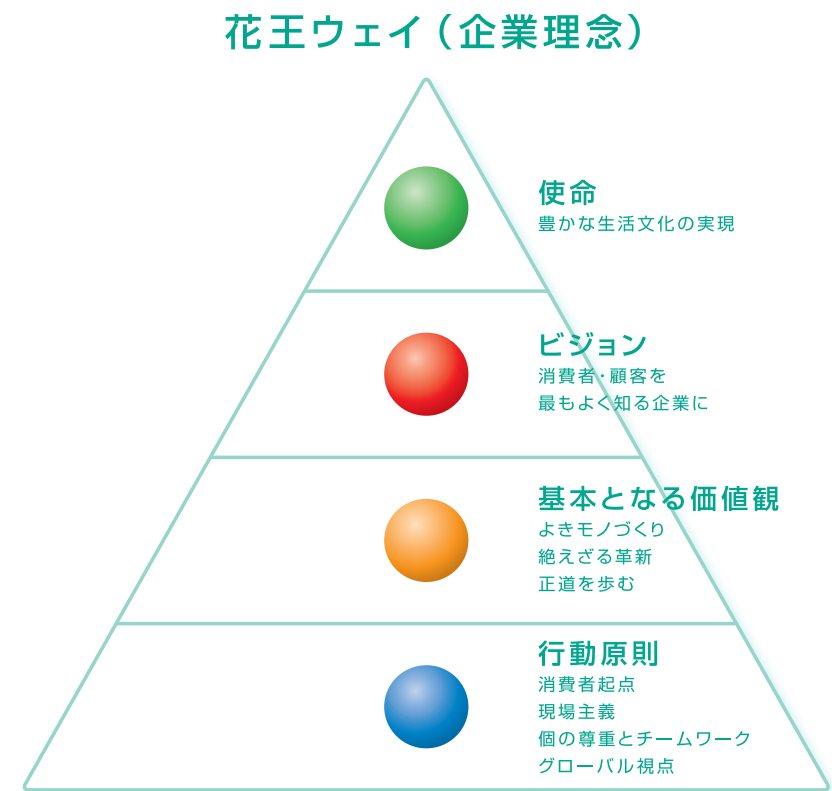 花王ウェイ（企業理念）
使命
豊かな生活文化の実現
ビジョン
消費者・顧客を
最もよく知る企業に
基本となる価値観
よきモノづくり
絶えざる革新
正道を歩む
行動原則
消費者起点
現場主義
個の尊重とチームワーク
グローバル視点